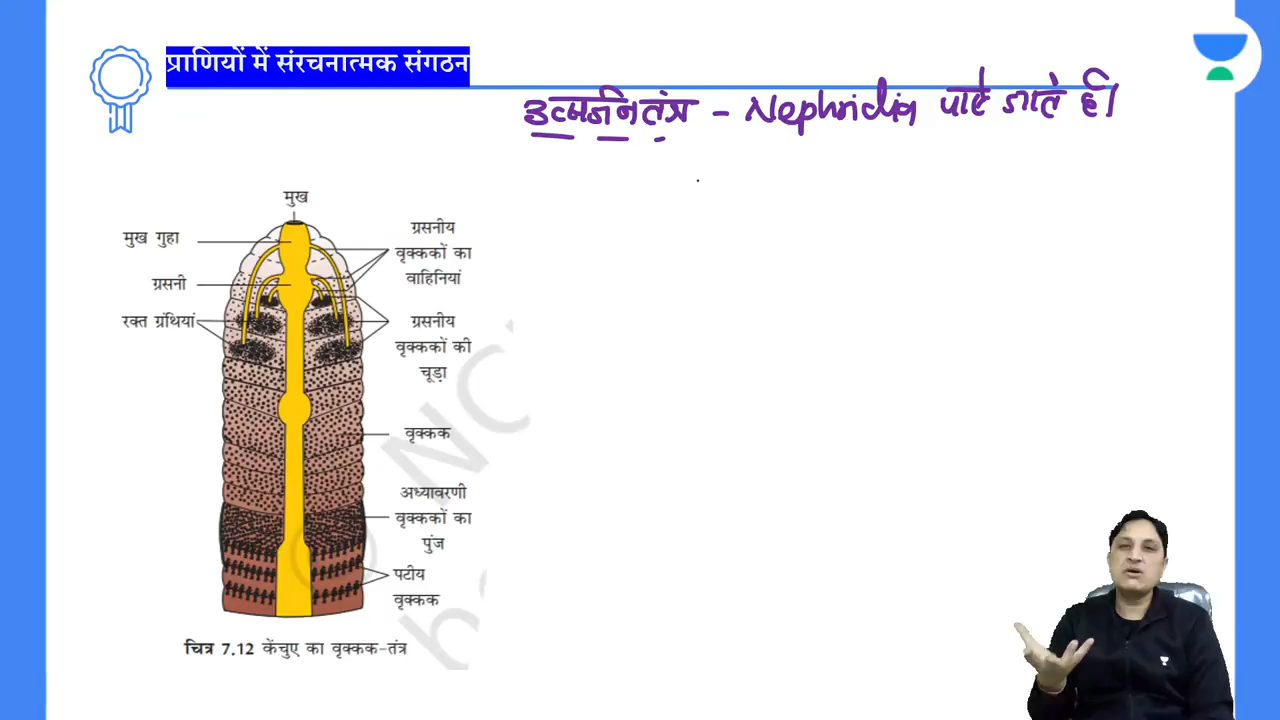 प्राणियों में संरचनात्मक संगठन
उत्सर्जन तंत्र - Nephridia पाये जाते है।
मुख
मुख गुहा
ग्रसनी
रक्त ग्रंथियां
ग्रसनीय
वृक्ककों का
वाहिनियां
ग्रसनीय
वृक्ककों की
चूड़ा
वृक्कक
अध्यावरणी
वृक्ककों का
पुंज
पटीय
वृक्कक
चित्र 7.12 केंचुए का वृक्कक-तंत्र